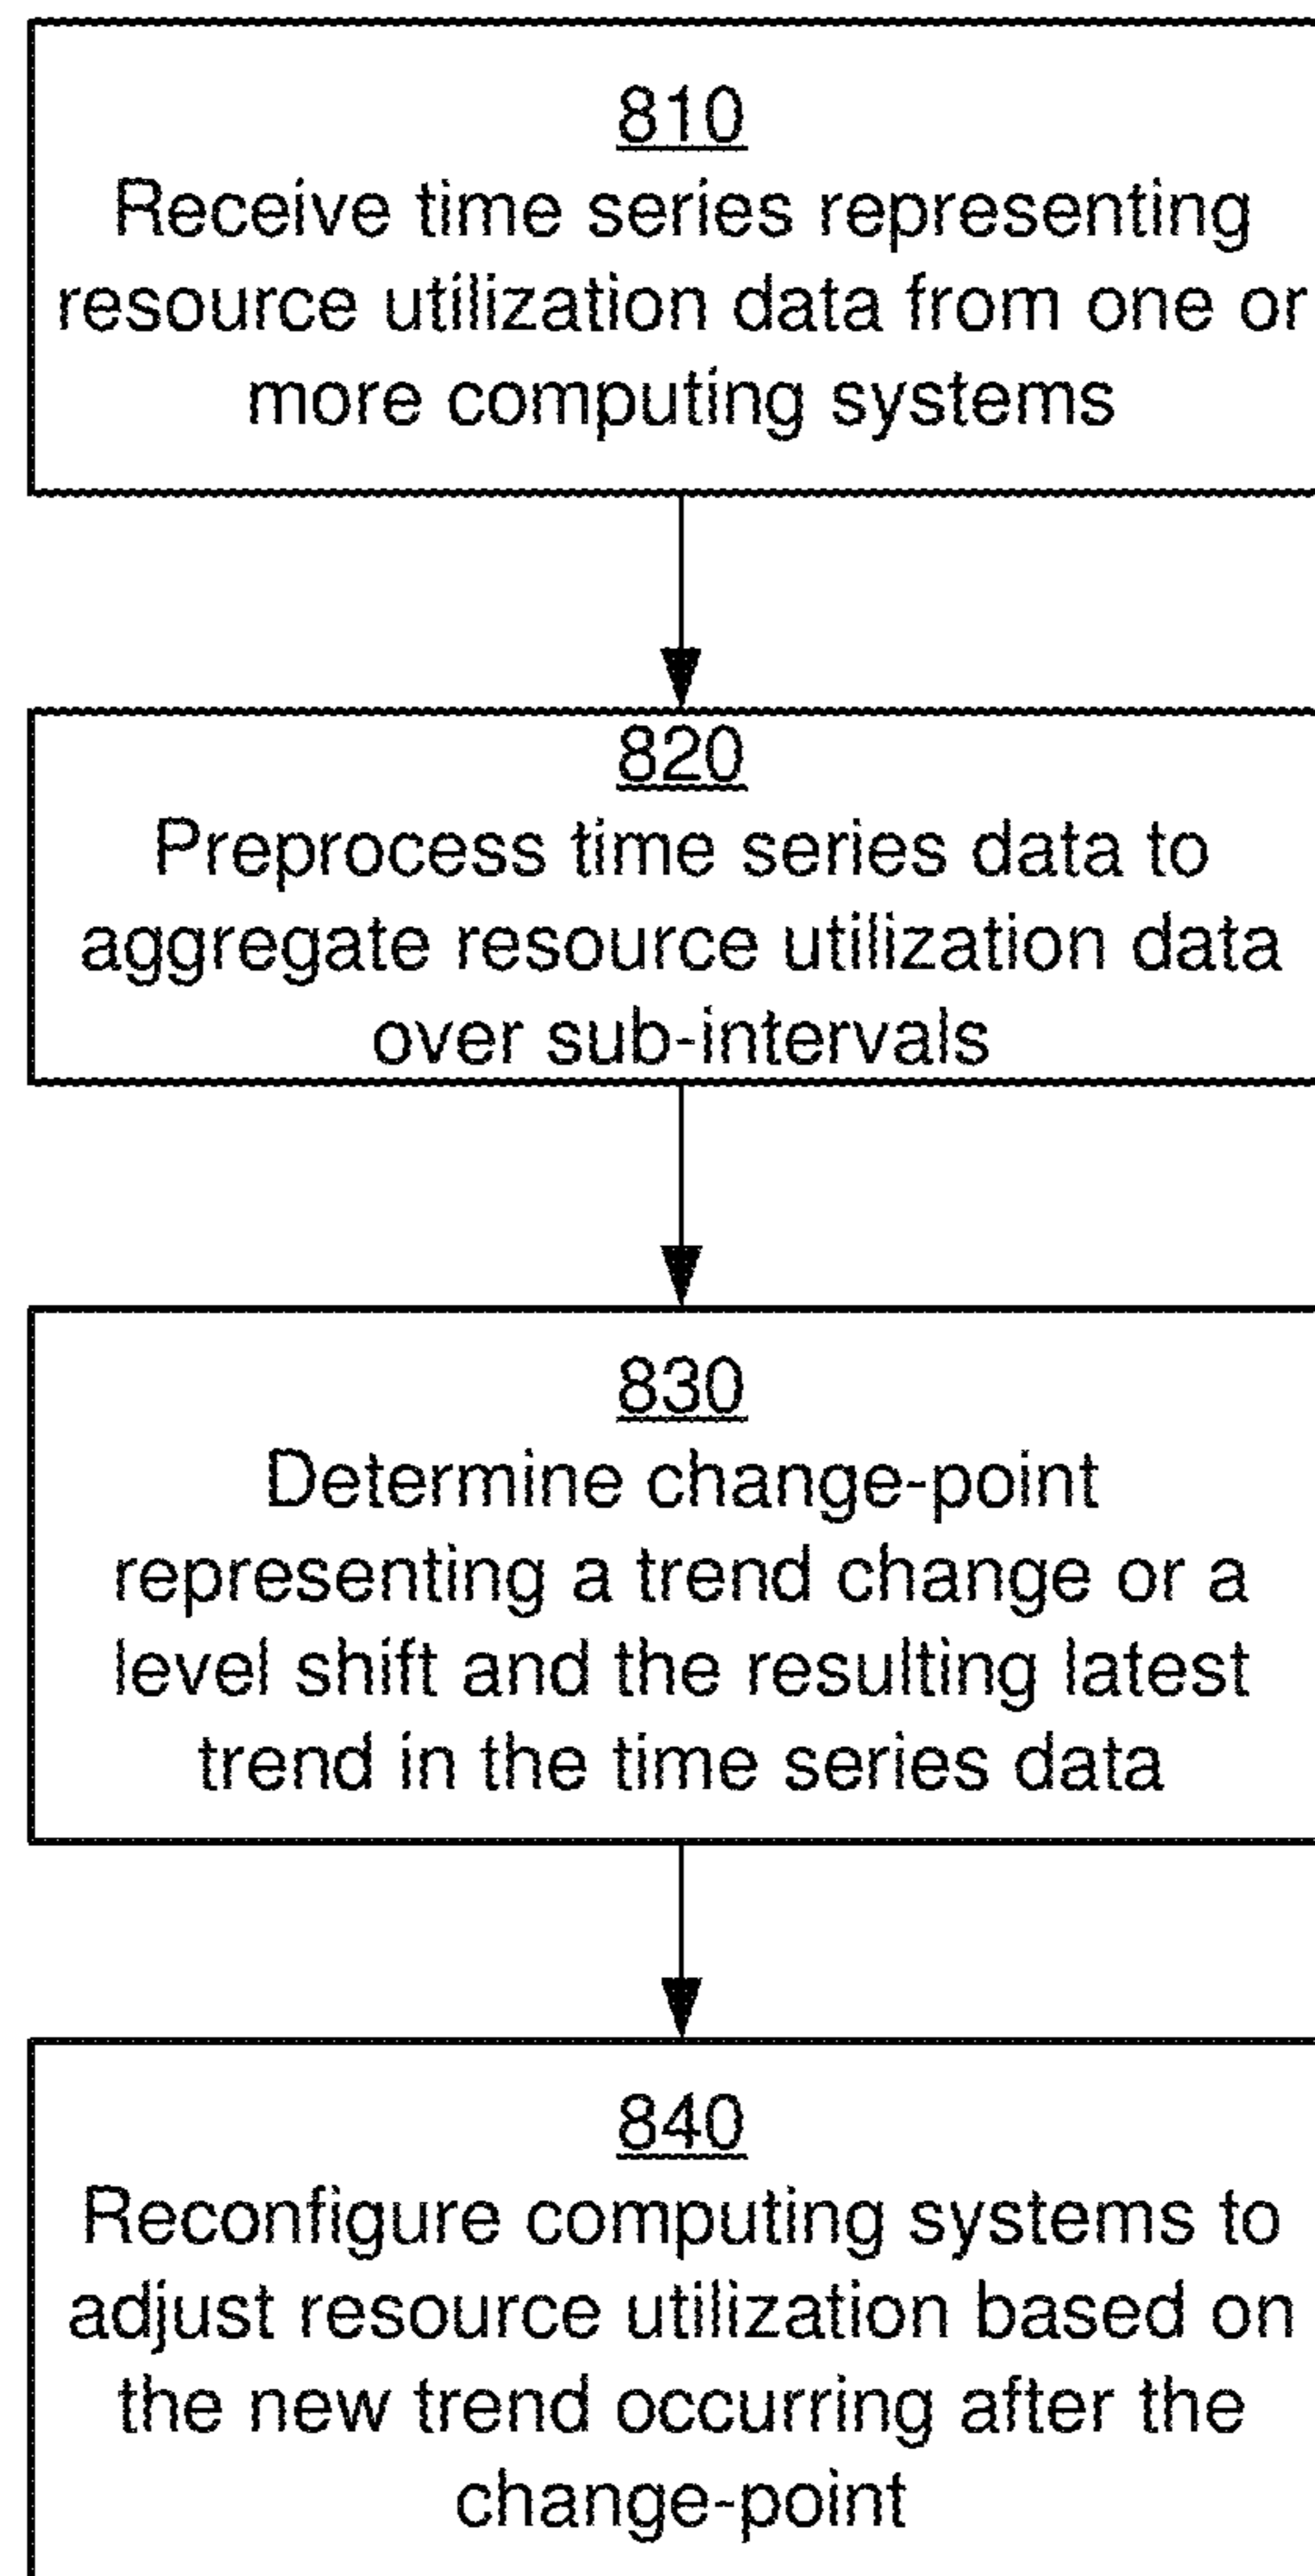 810
Receive time series representing
resource utilization data from one or
more computing systems
820
Preprocess time series data to
aggregate resource utilization data
over sub-intervals
830
Determine change-point
representing a trend change or a
level shift and the resulting latest
trend in the time series data
840
Reconfigure computing systems to
adjust resource utilization based on
the new trend occurring after the
change-point